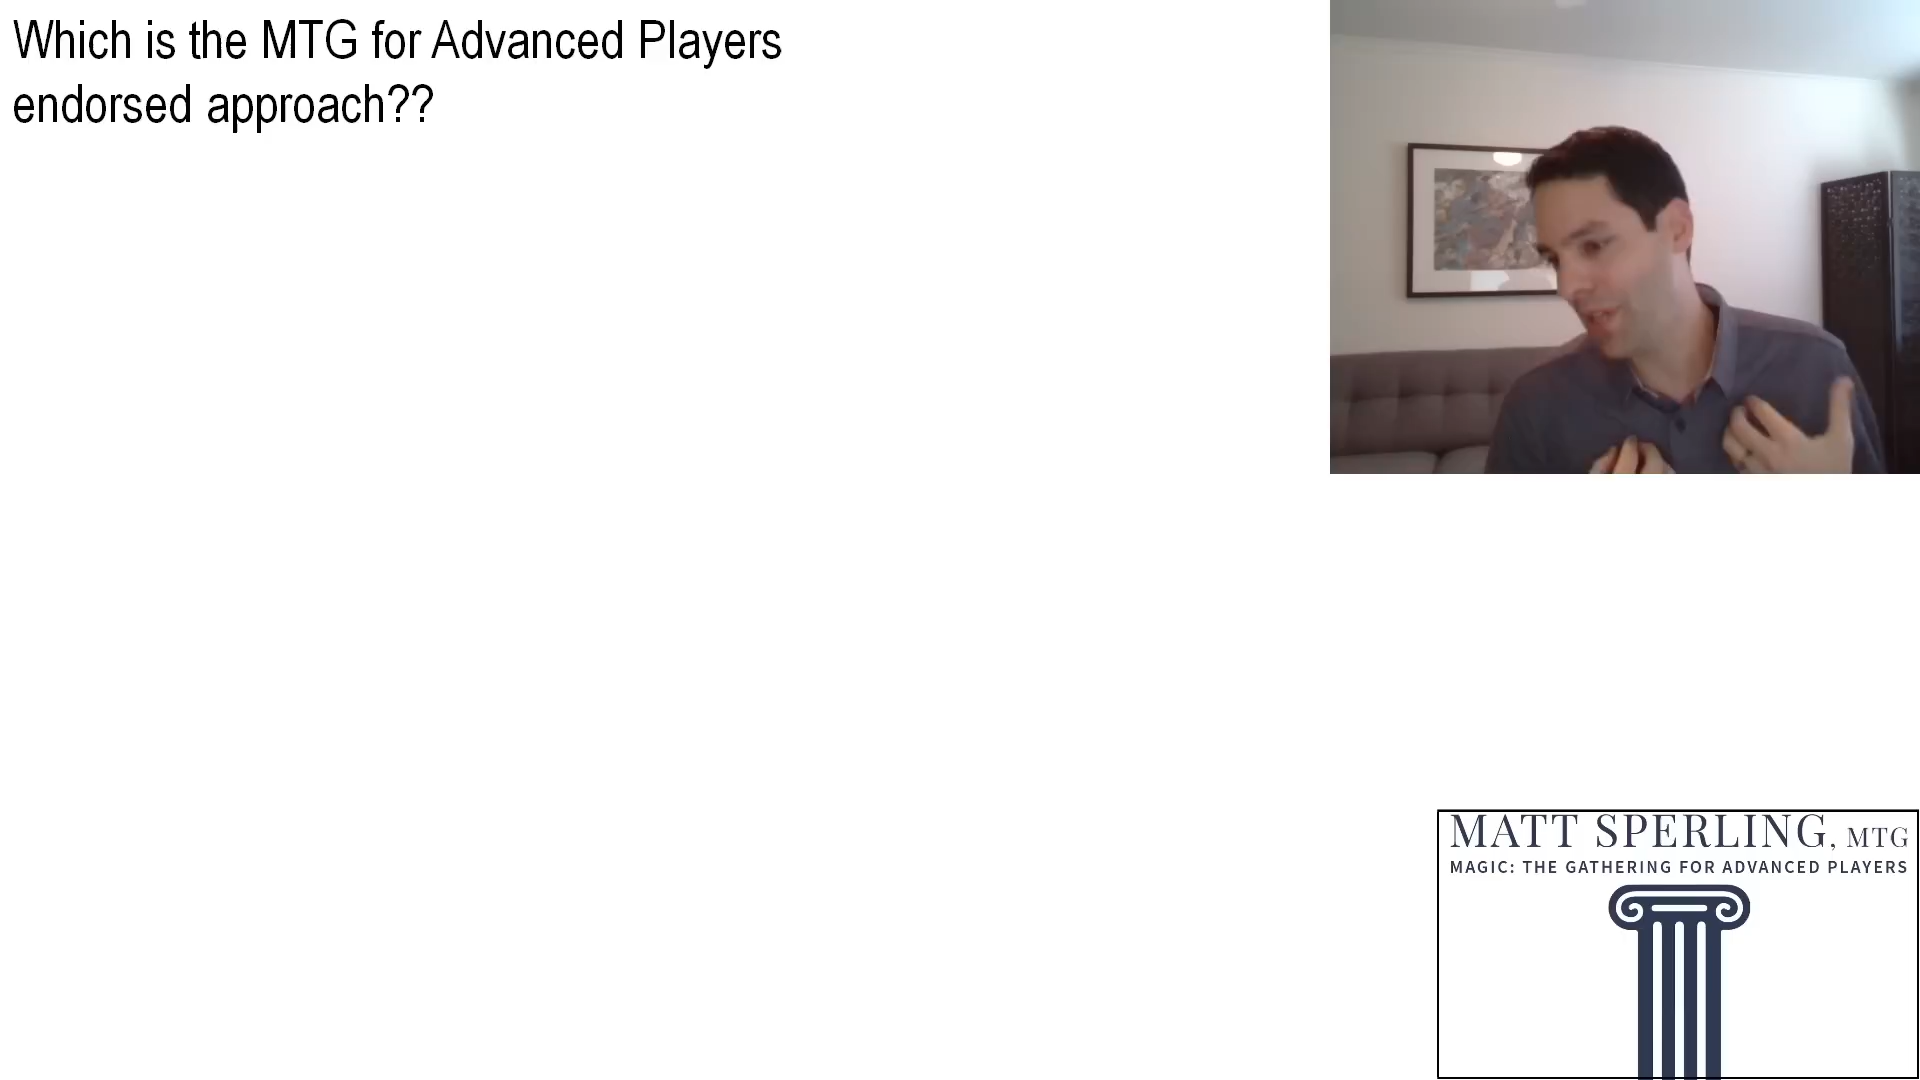 Which is the MTG for Advanced Players
endorsed approach??
MATT SPERLING, MTG
MAGIC: THE GATHERING FOR ADVANCED PLAYERS